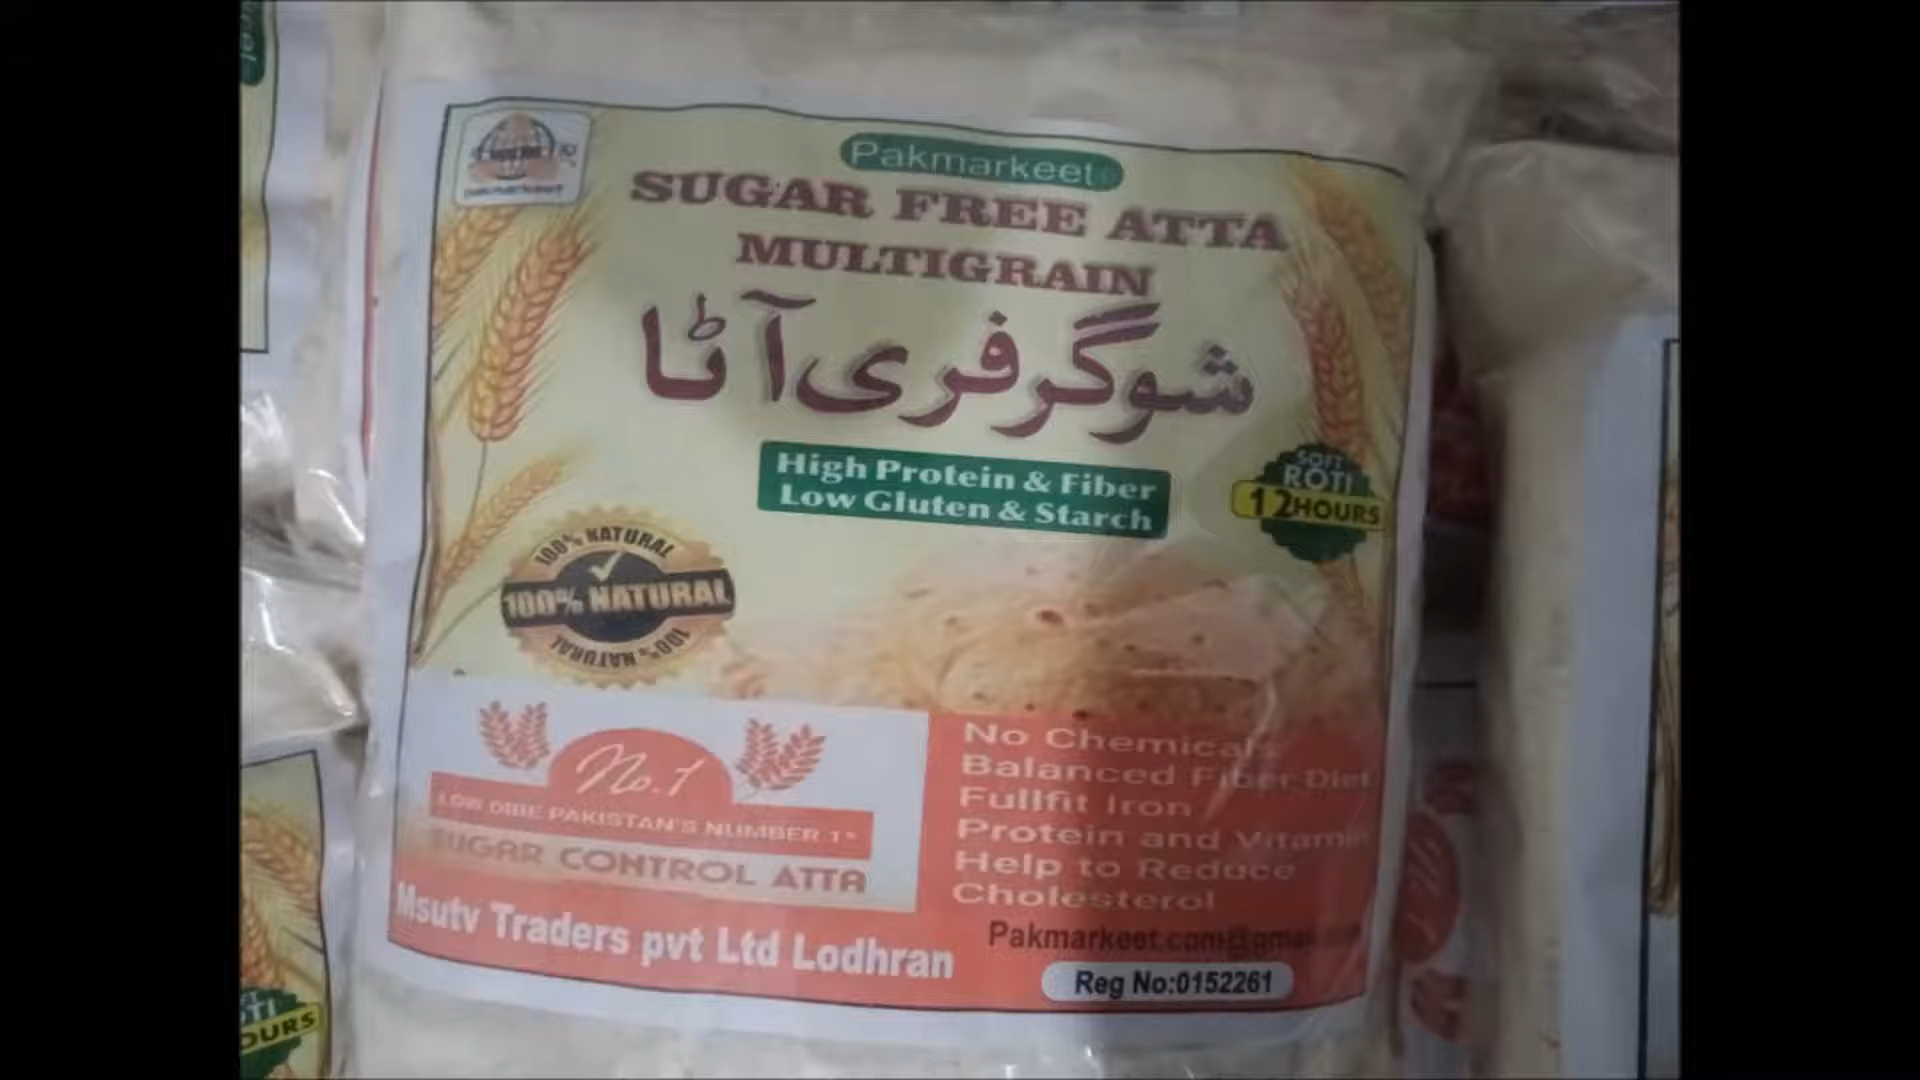 Pakmarkeet
SUGAR FREE ATTA
MULTIGRAIN
شوگر فری آٹا
High Protein & Fiber
Low Gluten & Starch
SOFT
ROTI
12HOURS
100% NATURAL
100% NATURAL
100% NATURAL
No.1
LOW DIBE PAKISTAN'S NUMBER 1
SUGAR CONTROL ATTA
No Chemicals
Balanced Fiber Diet
Fullfit Iron
Protein and Vitamin
Help to Reduce
Cholesterol
Msutv Traders pvt Ltd Lodhran
Reg No:0152261
OURS